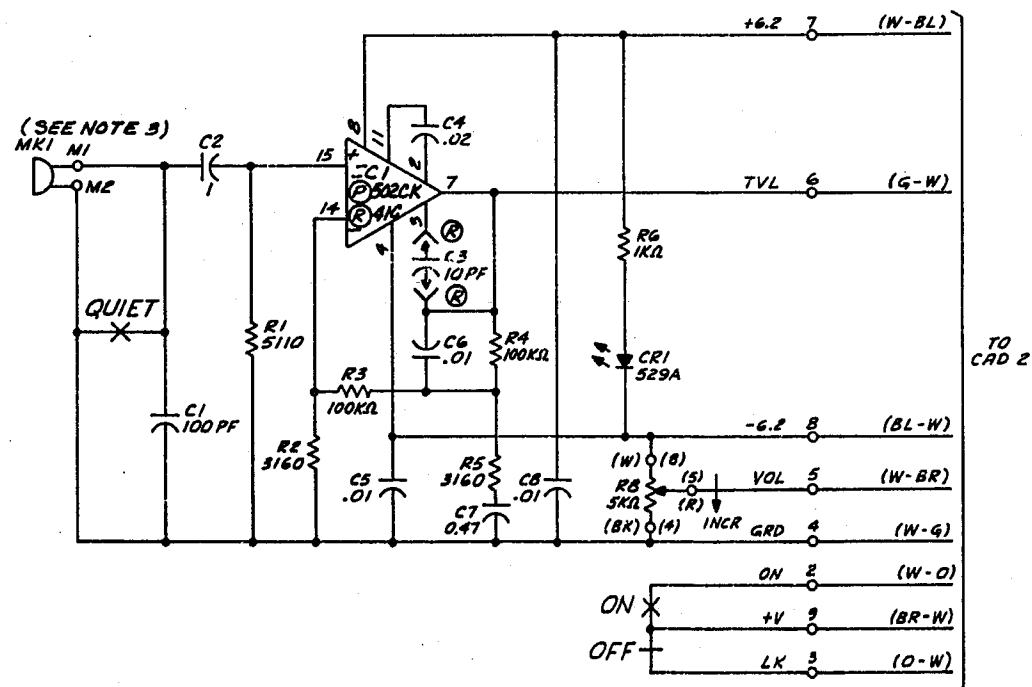 +6.2 7 (W-BL)
(SEE NOTE 3)
MK1 M1
M2
C2
1
8
11
C4
.02
15
+
2
7
P 502CK
R 41G
14
-
4
3
R
C3
10PF
R
TVL 6 (G-W)
R6
1KΩ
QUIET
R1
5110
C6
.01
R4
100KΩ
CR1
529A
TO
CAD 2
R3
100KΩ
C1
100PF
R2
3160
C5
.01
R5
3160
C7
0.47
C8
.01
-6.2 8 (BL-W)
(W) (8)
R8
5KΩ
(5)
(R)
VOL 5 (W-BR)
INCR
(BK) (4)
GRD 4 (W-G)
ON 2 (W-O)
ON
+V 9 (BR-W)
OFF
LK 3 (O-W)